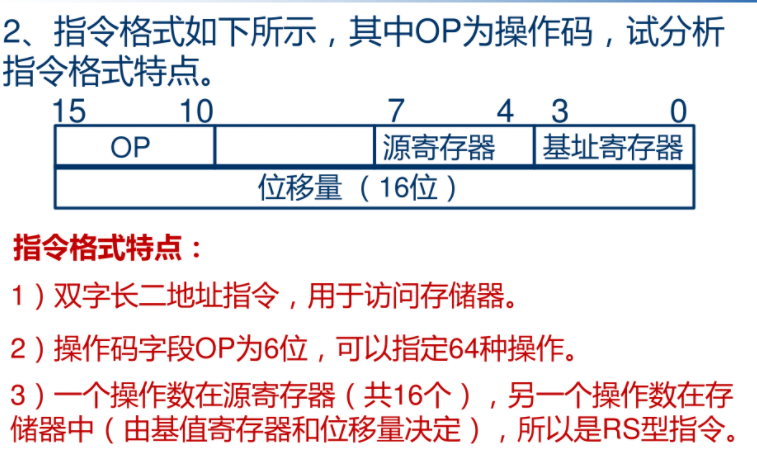 2、指令格式如下所示，其中OP为操作码，试分析
指令格式特点。
15 10 7 4 3 0
OP 源寄存器 基址寄存器
位移量（16位）
指令格式特点：
1）双字长二地址指令，用于访问存储器。
2）操作码字段OP为6位，可以指定64种操作。
3）一个操作数在源寄存器（共16个），另一个操作数在存
储器中（由基值寄存器和位移量决定），所以是RS型指令。